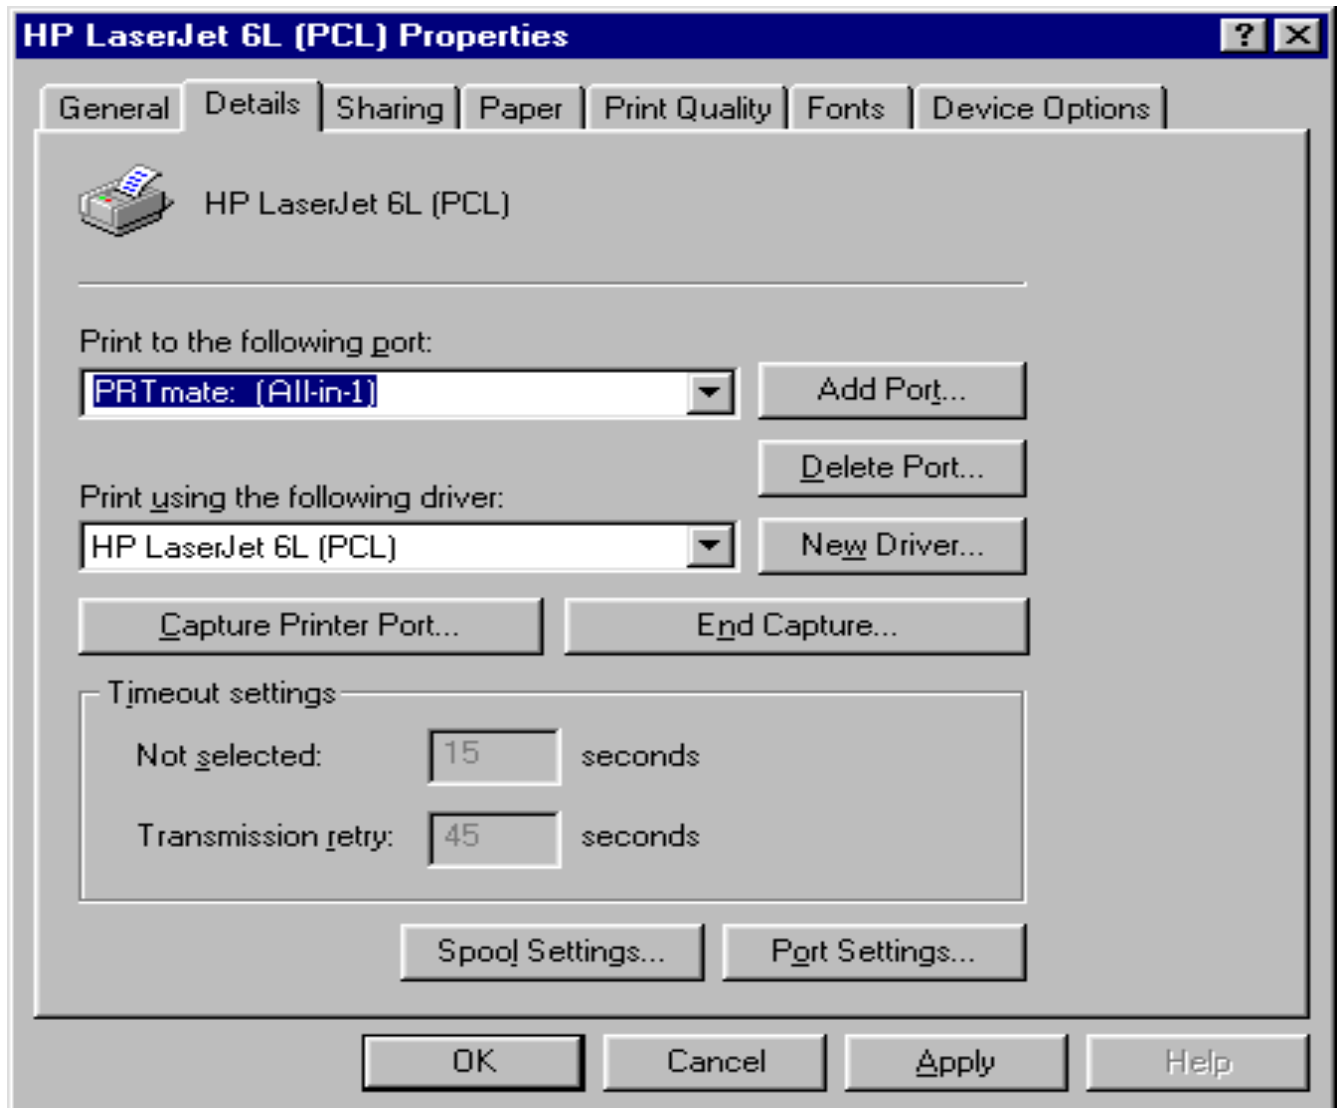 HP LaserJet 6L (PCL) Properties
General Details Sharing Paper Print Quality Fonts Device Options
HP LaserJet 6L (PCL)
Print to the following port:
PRTmate: (All-in-1)
Add Port...
Delete Port...
Print using the following driver:
HP LaserJet 6L (PCL)
New Driver...
Capture Printer Port... End Capture...
Timeout settings
Not selected: 15 seconds
Transmission retry: 45 seconds
Spool Settings... Port Settings...
OK Cancel Apply Help